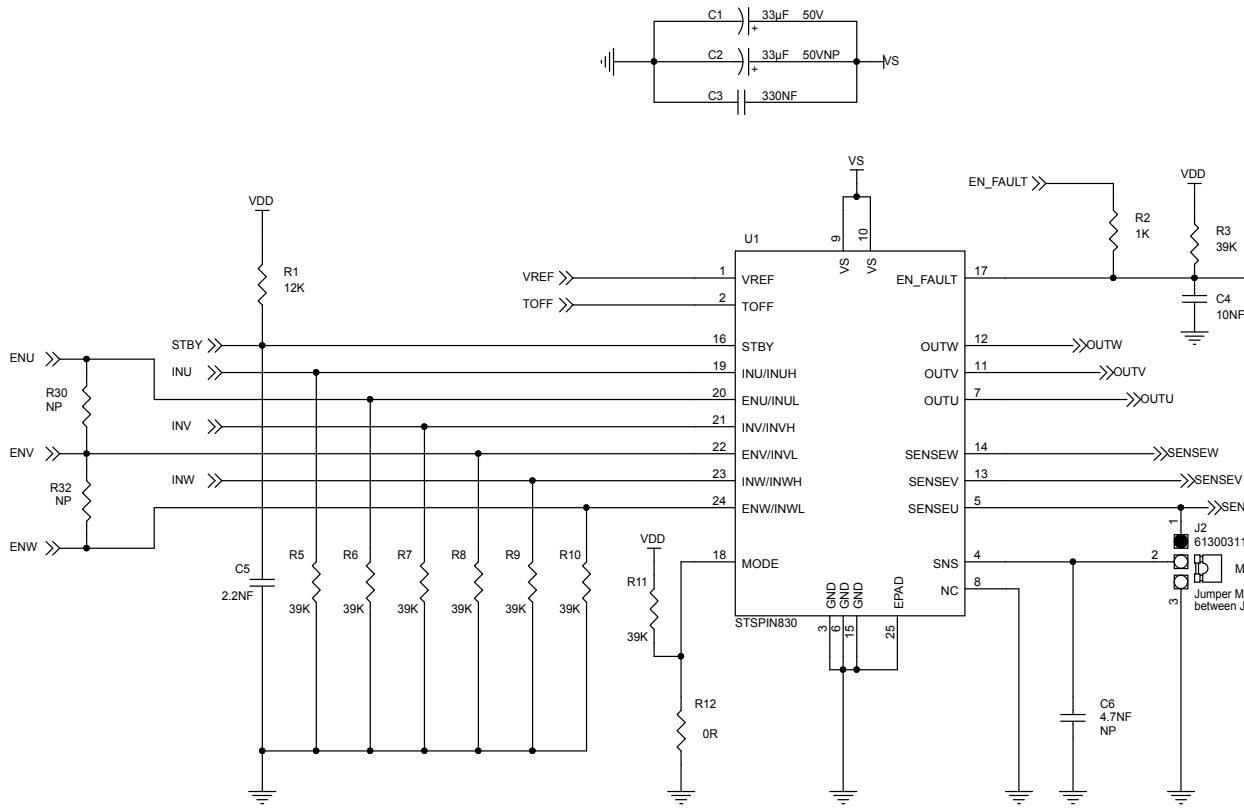 C1 33µF 50V
+
C2 33µF 50VNP
+
VS
C3 330NF
VS
EN_FAULT
VDD
VDD
R2
1K
R3
39K
U1
9
10
R1
12K
VS
VS
VREF
1
VREF
EN_FAULT
17
TOFF
2
TOFF
C4
10NF
STBY
16
STBY
OUTW
12
OUTW
ENU
INU
19
INU/INUH
OUTV
11
OUTV
R30
NP
20
ENU/INUL
OUTU
7
OUTU
INV
21
INV/INVH
ENV
22
ENV/INVL
SENSEW
14
SENSEW
R32
NP
INW
23
INW/INWH
SENSEV
13
SENSEV
24
ENW/INWL
SENSEU
5
SEN
ENW
1
J2
61300311
C5
2.2NF
R5
39K
R6
39K
R7
39K
R8
39K
R9
39K
R10
39K
VDD
R11
39K
18
MODE
SNS
4
2
M
NC
8
3
Jumper M
between J
GND
GND
GND
EPAD
3
6
15
25
STSPIN830
R12
0R
C6
4.7NF
NP